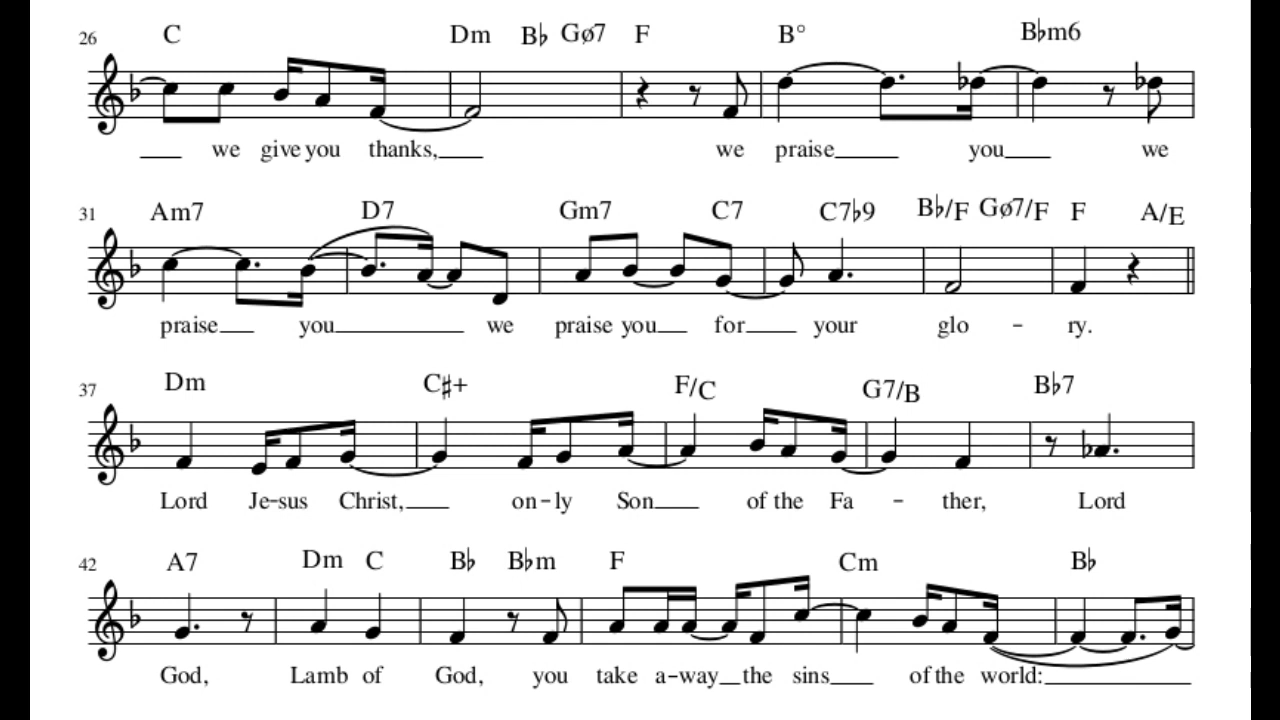 26 C Dm B♭ Gø7 F B° B♭m6
we give you thanks, we praise you we
31 Am7 D7 Gm7 C7 C7♭9 B♭/F Gø7/F F A/E
praise you we praise you for your glo - ry.
37 Dm C♯+ F/C G7/B B♭7
Lord Je-sus Christ, on-ly Son of the Fa - ther, Lord
42 A7 Dm C B♭ B♭m F Cm B♭
God, Lamb of God, you take a-way the sins of the world: